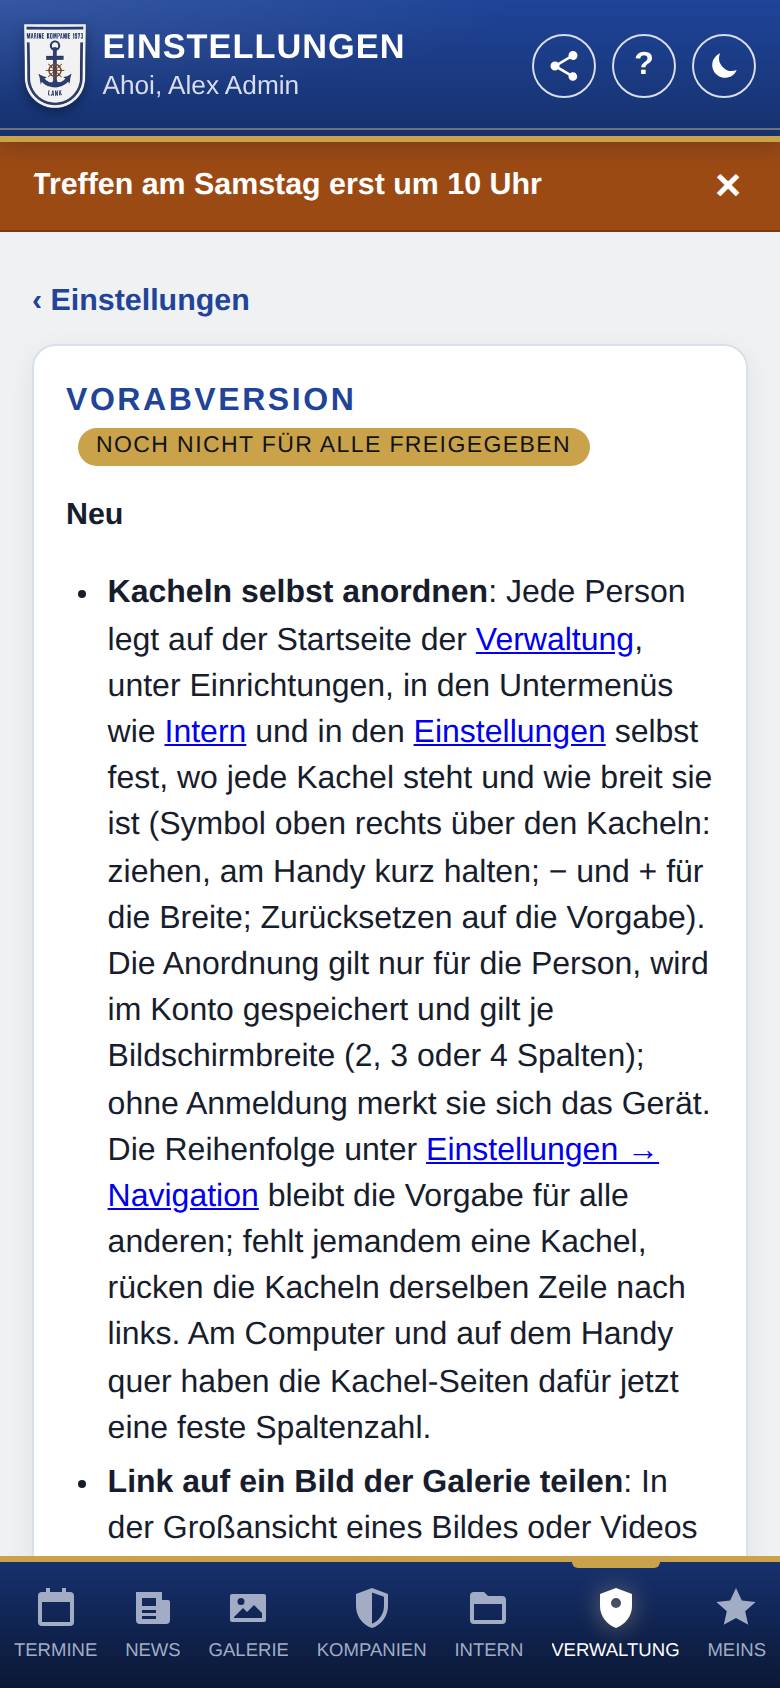 MARINE KOMPANIE 1973
LANK
EINSTELLUNGEN
Ahoi, Alex Admin
?
Treffen am Samstag erst um 10 Uhr
×
‹ Einstellungen
VORABVERSION
NOCH NICHT FÜR ALLE FREIGEGEBEN
Neu
• Kacheln selbst anordnen: Jede Person
legt auf der Startseite der Verwaltung,
unter Einrichtungen, in den Untermenüs
wie Intern und in den Einstellungen selbst
fest, wo jede Kachel steht und wie breit sie
ist (Symbol oben rechts über den Kacheln:
ziehen, am Handy kurz halten; − und + für
die Breite; Zurücksetzen auf die Vorgabe).
Die Anordnung gilt nur für die Person, wird
im Konto gespeichert und gilt je
Bildschirmbreite (2, 3 oder 4 Spalten);
ohne Anmeldung merkt sie sich das Gerät.
Die Reihenfolge unter Einstellungen →
Navigation bleibt die Vorgabe für alle
anderen; fehlt jemandem eine Kachel,
rücken die Kacheln derselben Zeile nach
links. Am Computer und auf dem Handy
quer haben die Kachel-Seiten dafür jetzt
eine feste Spaltenzahl.
• Link auf ein Bild der Galerie teilen: In
der Großansicht eines Bildes oder Videos
TERMINE NEWS GALERIE KOMPANIEN INTERN VERWALTUNG MEINS